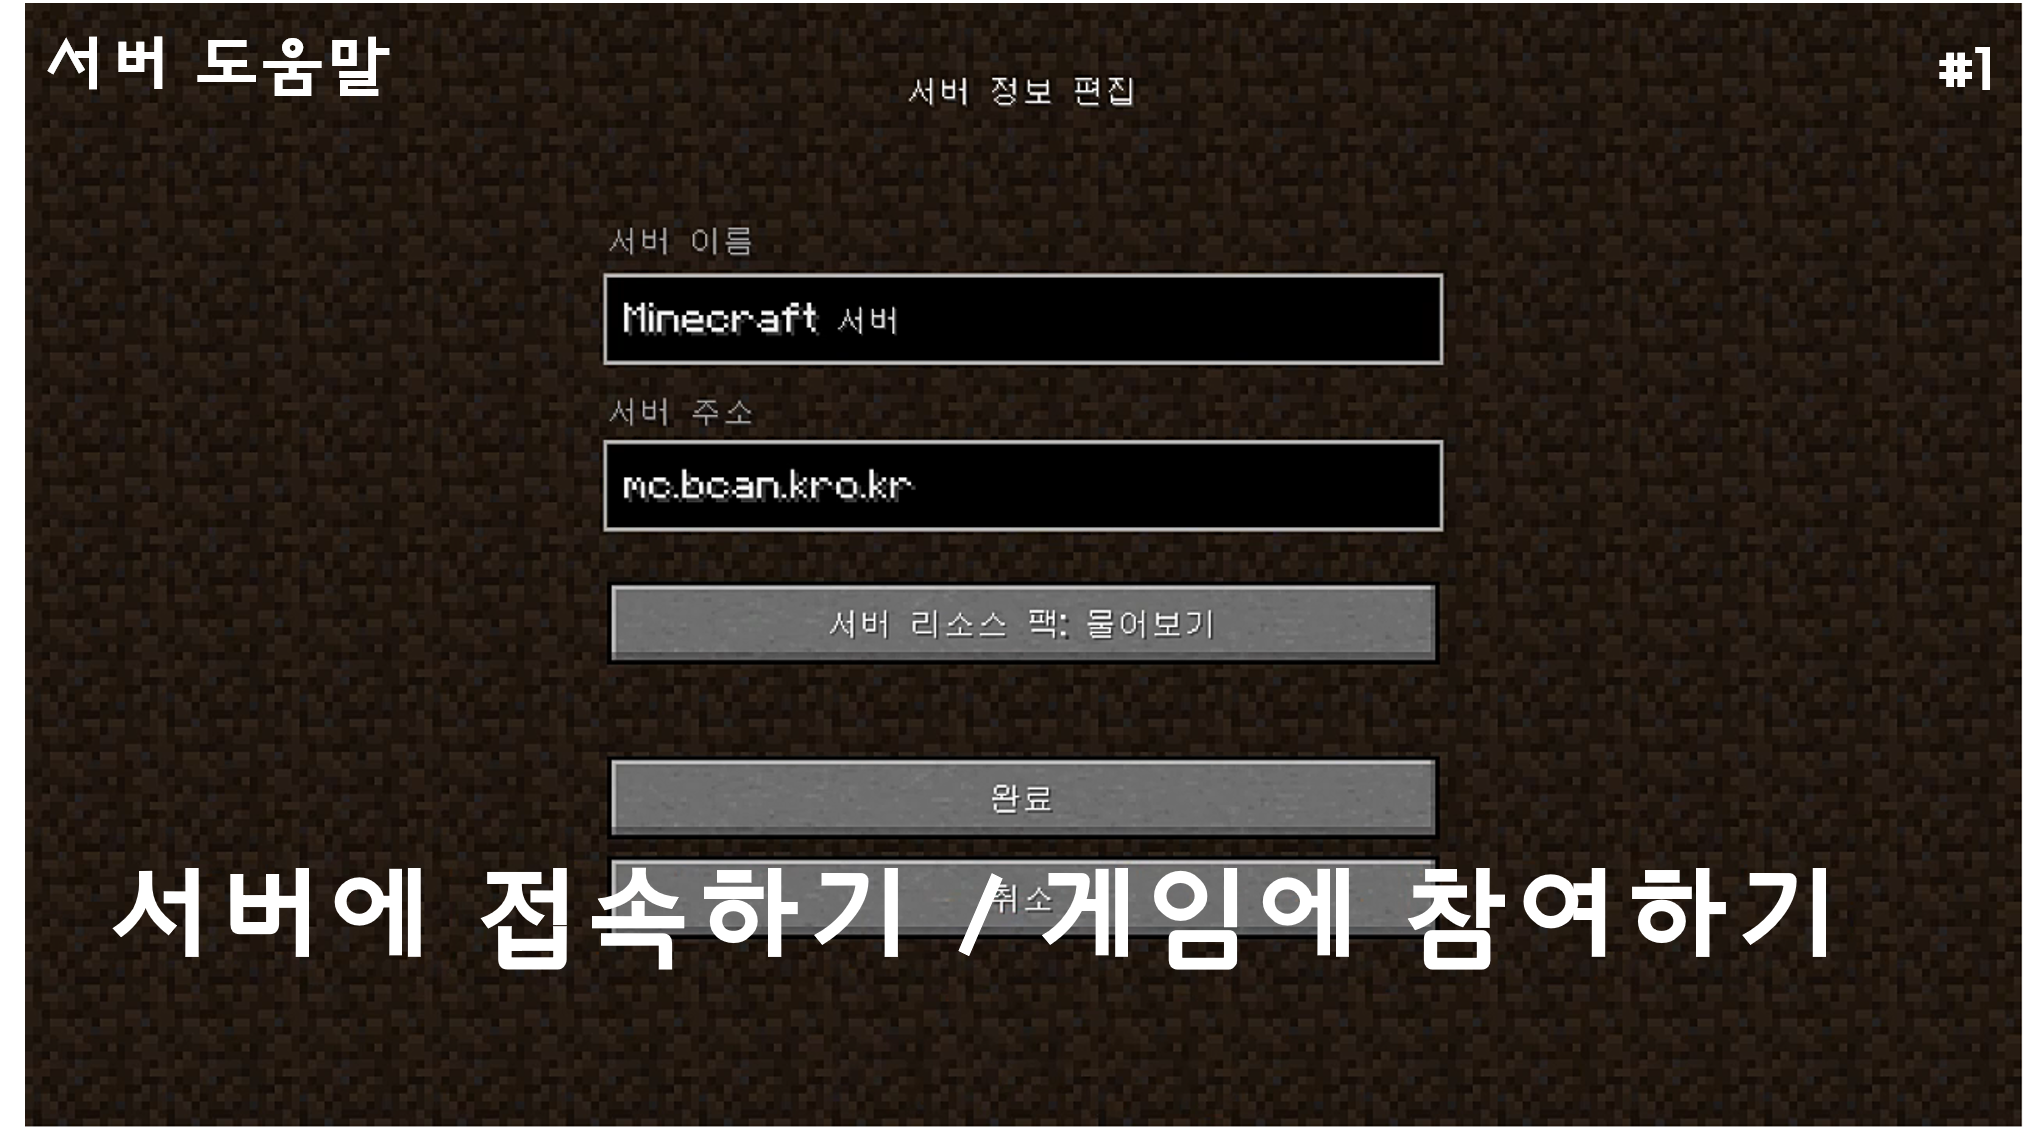 서버 도움말
#1
서버 정보 편집
서버 이름
Minecraft 서버
서버 주소
mc.bcan.kro.kr
서버 리소스 팩: 물어보기
완료
취소
서버에 접속하기 / 게임에 참여하기